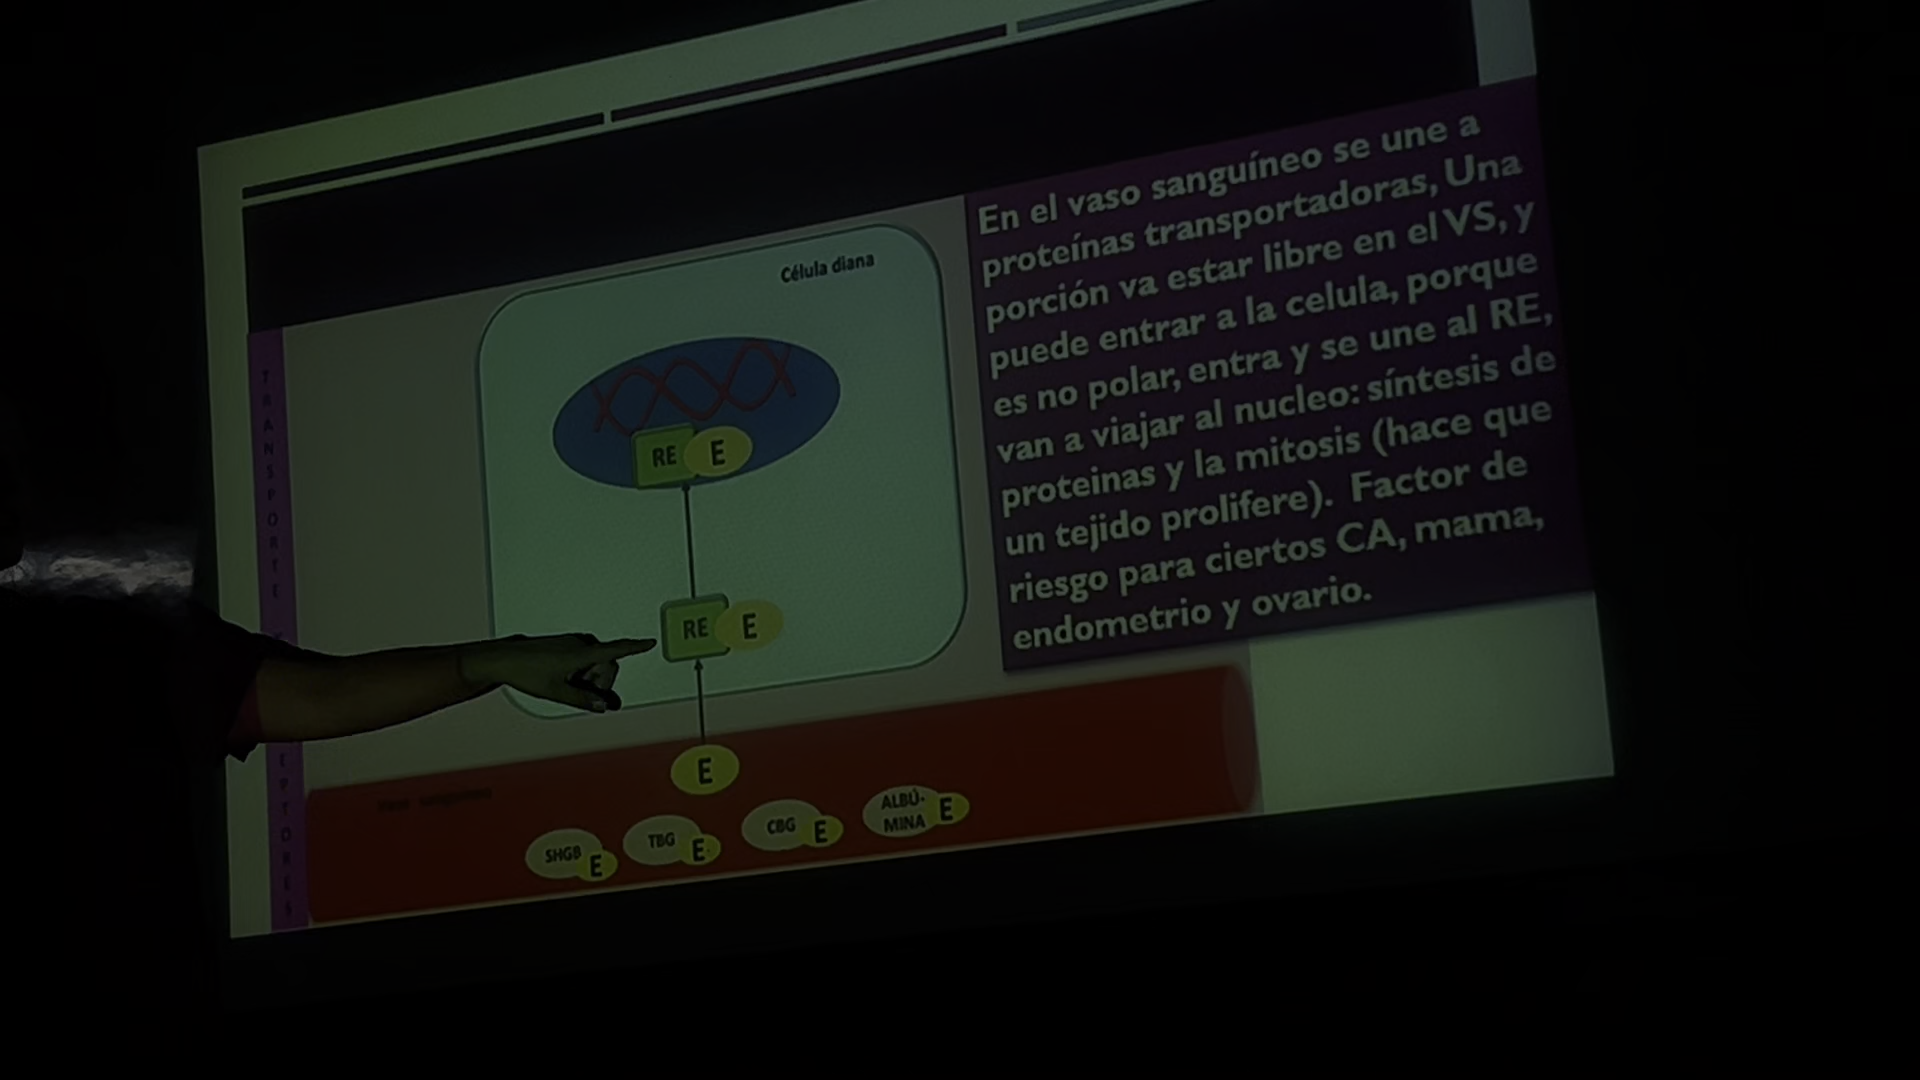 En el vaso sanguíneo se une a
proteínas transportadoras, Una
porción va estar libre en el VS, y
puede entrar a la celula, porque
es no polar, entra y se une al RE,
van a viajar al nucleo: síntesis de
proteinas y la mitosis (hace que
un tejido prolifere). Factor de
riesgo para ciertos CA, mama,
endometrio y ovario.
Célula diana
RE E
RE E
E
SHGB E
TBG E
CBG E
ALBÚ-
MINA E
TRANSPORTE